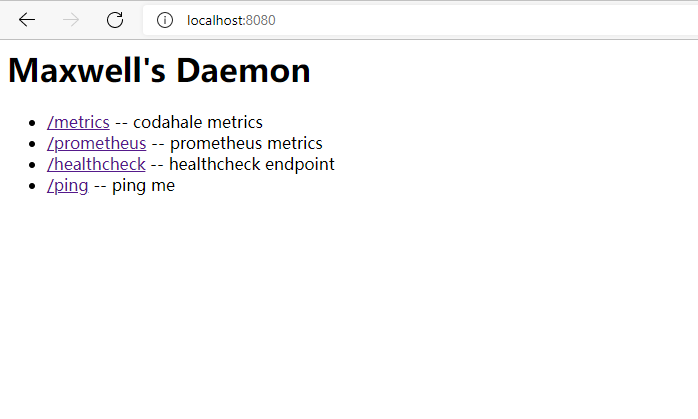 localhost:8080
Maxwell's Daemon
/metrics -- codahale metrics
/prometheus -- prometheus metrics
/healthcheck -- healthcheck endpoint
/ping -- ping me